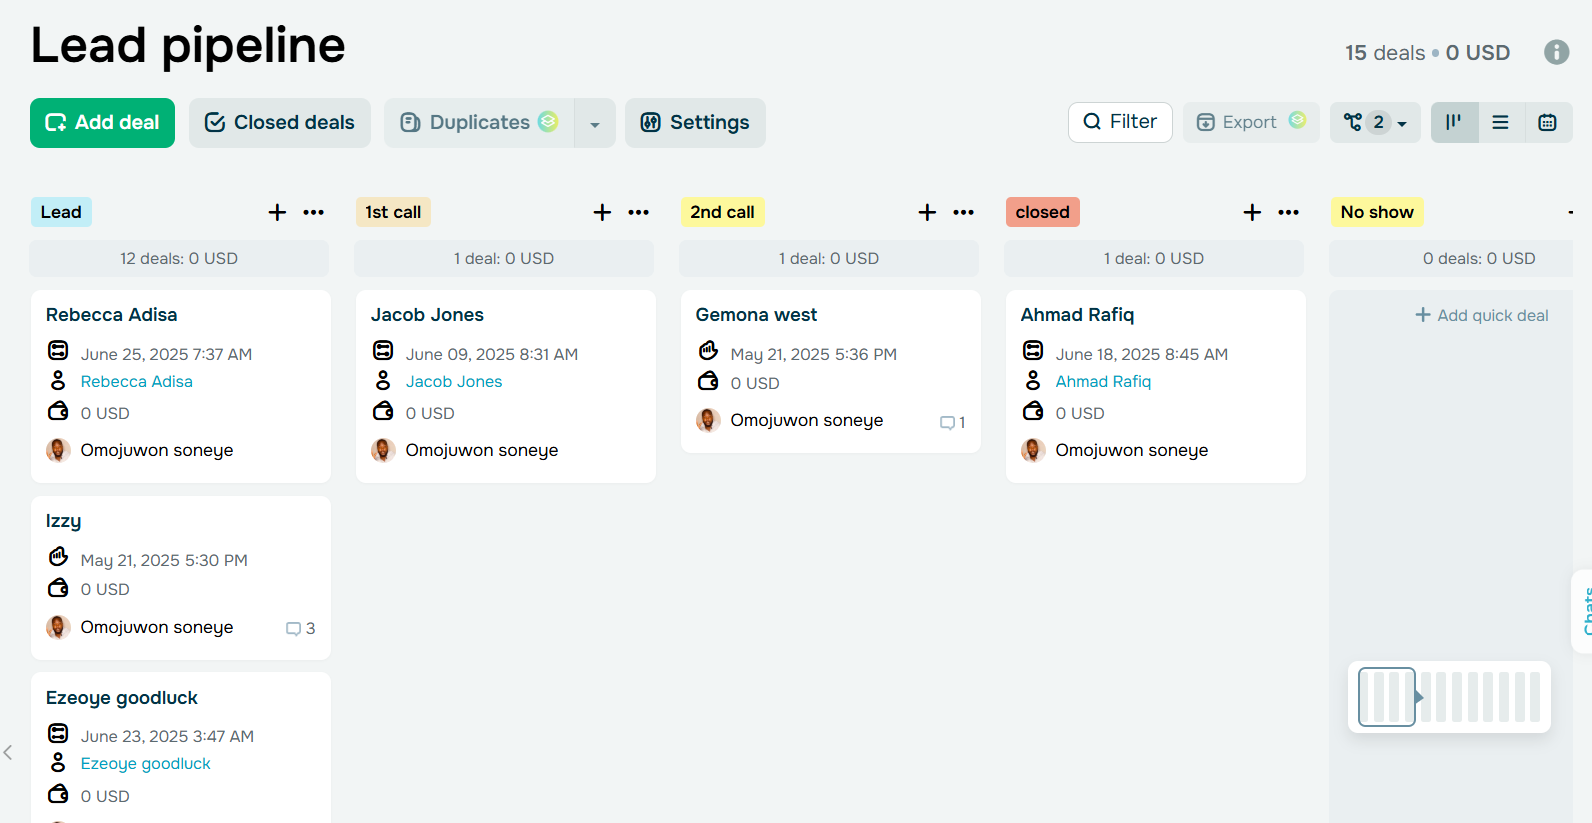 Lead pipeline
15 deals • 0 USD
Add deal
Closed deals
Duplicates
Settings
Filter
Export
2
Lead
12 deals: 0 USD
Rebecca Adisa
June 25, 2025 7:37 AM
Rebecca Adisa
0 USD
Omojuwon soneye
Izzy
May 21, 2025 5:30 PM
0 USD
Omojuwon soneye
3
Ezeoye goodluck
June 23, 2025 3:47 AM
Ezeoye goodluck
0 USD
1st call
1 deal: 0 USD
Jacob Jones
June 09, 2025 8:31 AM
Jacob Jones
0 USD
Omojuwon soneye
2nd call
1 deal: 0 USD
Gemona west
May 21, 2025 5:36 PM
0 USD
Omojuwon soneye
1
closed
1 deal: 0 USD
Ahmad Rafiq
June 18, 2025 8:45 AM
Ahmad Rafiq
0 USD
Omojuwon soneye
No show
0 deals: 0 USD
+ Add quick deal
Chats